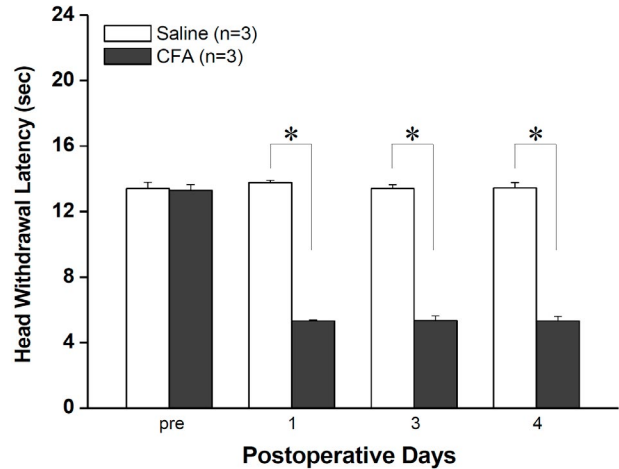 Saline (n=3)
CFA (n=3)
Head Withdrawal Latency (sec)
24
20
16
12
8
4
0
*
*
*
pre
1
3
4
Postoperative Days